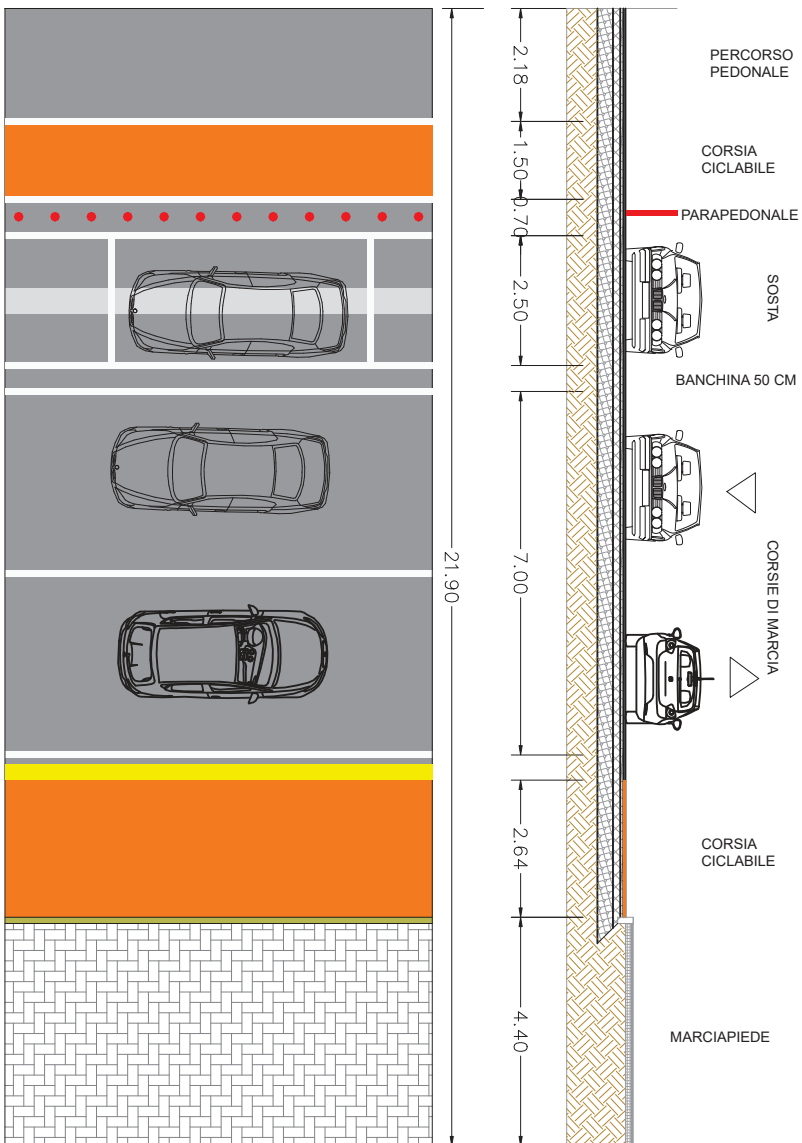 2.18
PERCORSO
PEDONALE
1.50
CORSIA
CICLABILE
0.70
PARAPEDONALE
2.50
SOSTA
BANCHINA 50 CM
21.90
7.00
CORSIE DI MARCIA
2.64
CORSIA
CICLABILE
4.40
MARCIAPIEDE